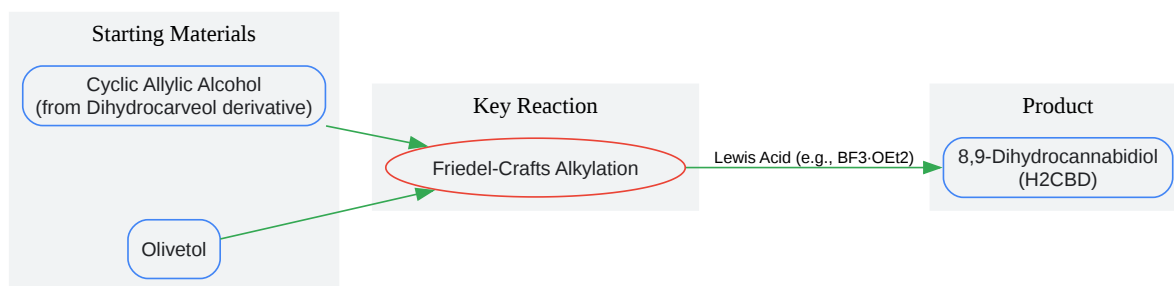 Starting Materials
Cyclic Allylic Alcohol
(from Dihydrocarveol derivative)
Olivetol
Key Reaction
Friedel-Crafts Alkylation
Lewis Acid (e.g., BF3·OEt2)
Product
8,9-Dihydrocannabidiol
(H2CBD)